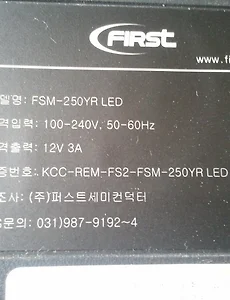 FIRST
www.fi
델명: FSM-250YR LED
격입력: 100-240V, 50-60Hz
격출력: 12V 3A
증번호: KCC-REM-FS2-FSM-250YR LED
조사: (주)퍼스트세미컨덕터
S문의: 031)987-9192~4